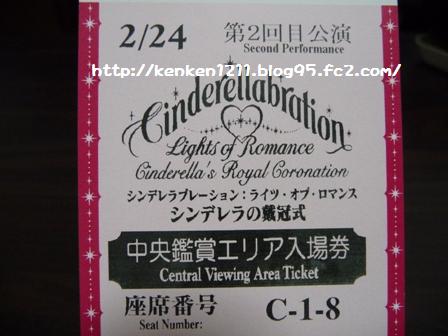 2/24 第2回目公演
Second Performance
http://kenken1211.blog95.fc2.com/
Cinderellabration
Lights of Romance
Cinderella's Royal Coronation
シンデレラブレーション：ライツ・オブ・ロマンス
シンデレラの戴冠式
中央鑑賞エリア入場券
Central Viewing Area Ticket
座席番号 C-1-8
Seat Number: